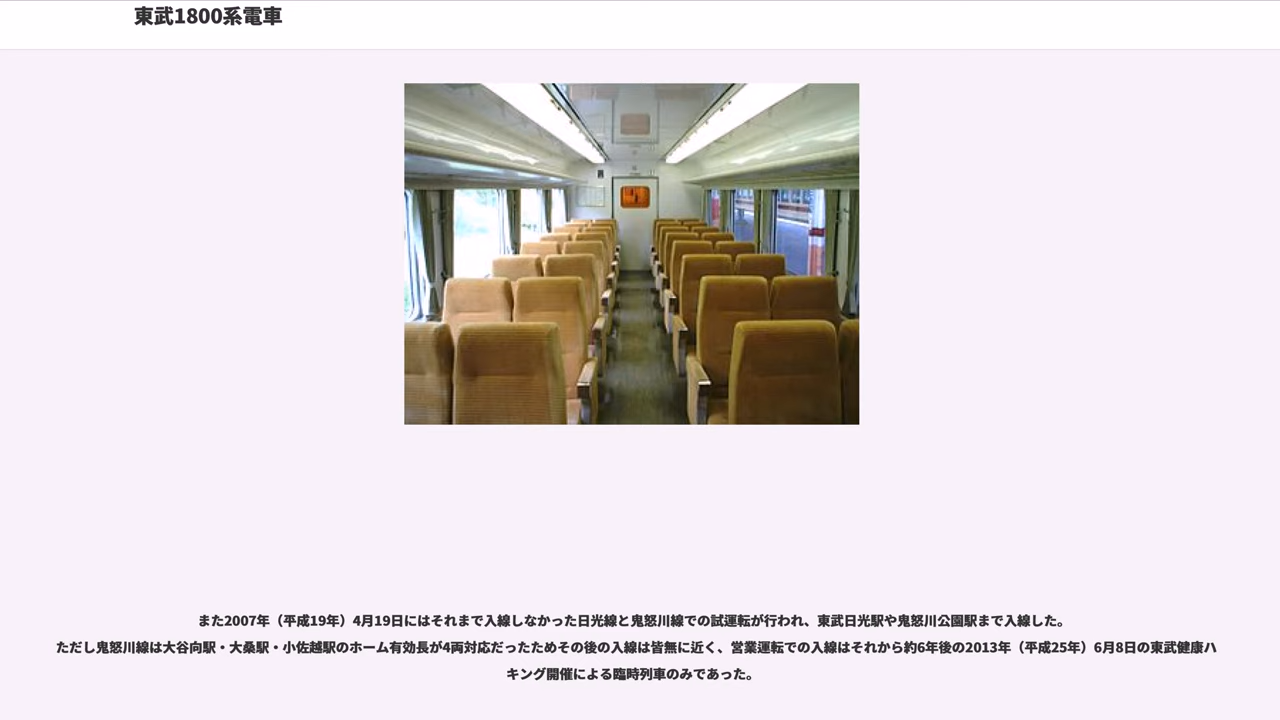 東武1800系電車
また2007年（平成19年）4月19日にはそれまで入線しなかった日光線と鬼怒川線での試運転が行われ、東武日光駅や鬼怒川公園駅まで入線した。
ただし鬼怒川線は大谷向駅・大桑駅・小佐越駅のホーム有効長が4両対応だったためその後の入線は皆無に近く、営業運転での入線はそれから約6年後の2013年（平成25年）6月8日の東武健康ハ
キング開催による臨時列車のみであった。